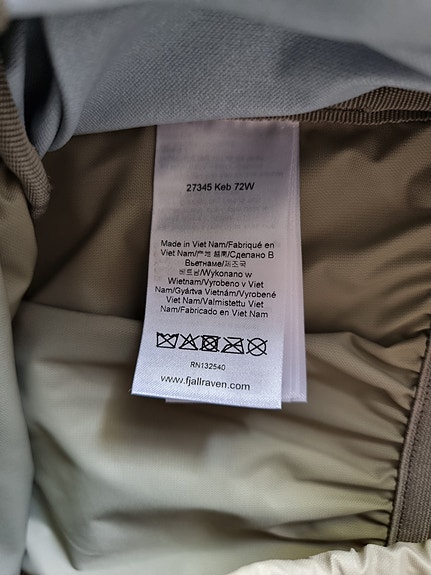 27345 Keb 72W
Made in Viet Nam/Fabriqué en
Viet Nam/产地 越南/Сделано В
Вьетнаме/제조국
베트남/Wykonano w
Wietnam/Vyrobeno v Viet
Nam/Gyártva Vietnám/Vyrobené
Viet Nam/Valmistettu Viet
Nam/Fabricado en Viet Nam
RN132540
www.fjallraven.com